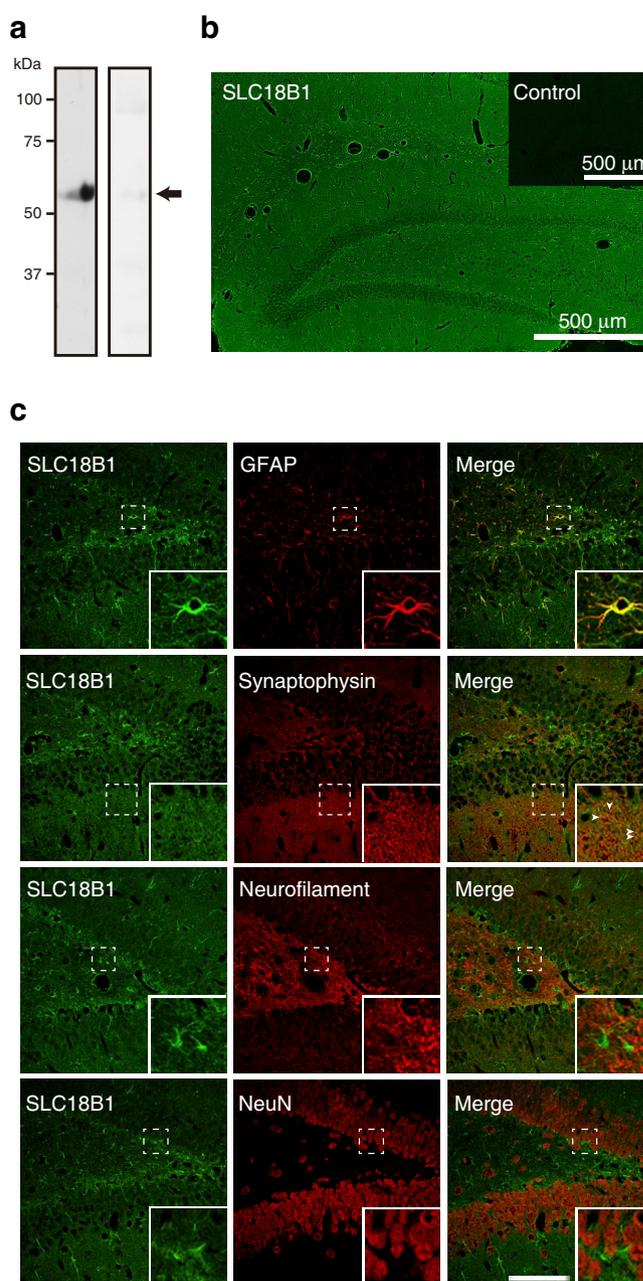 a
kDa
100
75
50
37
b
SLC18B1
Control
500 µm
500 µm
c
SLC18B1
GFAP
Merge
SLC18B1
Synaptophysin
Merge
SLC18B1
Neurofilament
Merge
SLC18B1
NeuN
Merge